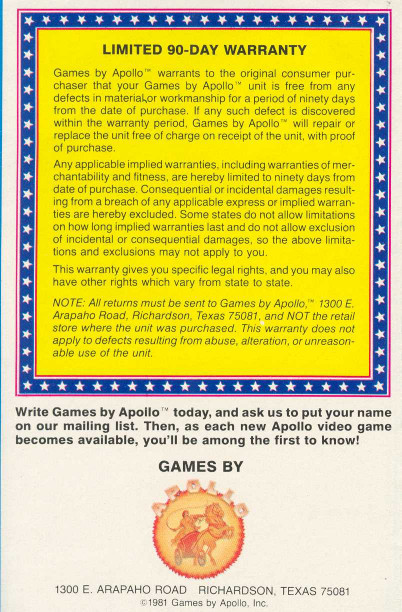 LIMITED 90-DAY WARRANTY
Games by Apollo™ warrants to the original consumer pur-
chaser that your Games by Apollo™ unit is free from any
defects in material or workmanship for a period of ninety days
from the date of purchase. If any such defect is discovered
within the warranty period, Games by Apollo™ will repair or
replace the unit free of charge on receipt of the unit, with proof
of purchase.
Any applicable implied warranties, including warranties of mer-
chantability and fitness, are hereby limited to ninety days from
date of purchase. Consequential or incidental damages result-
ing from a breach of any applicable express or implied warran-
ties are hereby excluded. Some states do not allow limitations
on how long implied warranties last and do not allow exclusion
of incidental or consequential damages, so the above limita-
tions and exclusions may not apply to you.
This warranty gives you specific legal rights, and you may also
have other rights which vary from state to state.
NOTE: All returns must be sent to Games by Apollo,™ 1300 E.
Arapaho Road, Richardson, Texas 75081, and NOT the retail
store where the unit was purchased. This warranty does not
apply to defects resulting from abuse, alteration, or unreason-
able use of the unit.
Write Games by Apollo™ today, and ask us to put your name
on our mailing list. Then, as each new Apollo video game
becomes available, you'll be among the first to know!
GAMES BY
APOLLO
1300 E. ARAPAHO ROAD RICHARDSON, TEXAS 75081
©1981 Games by Apollo, Inc.